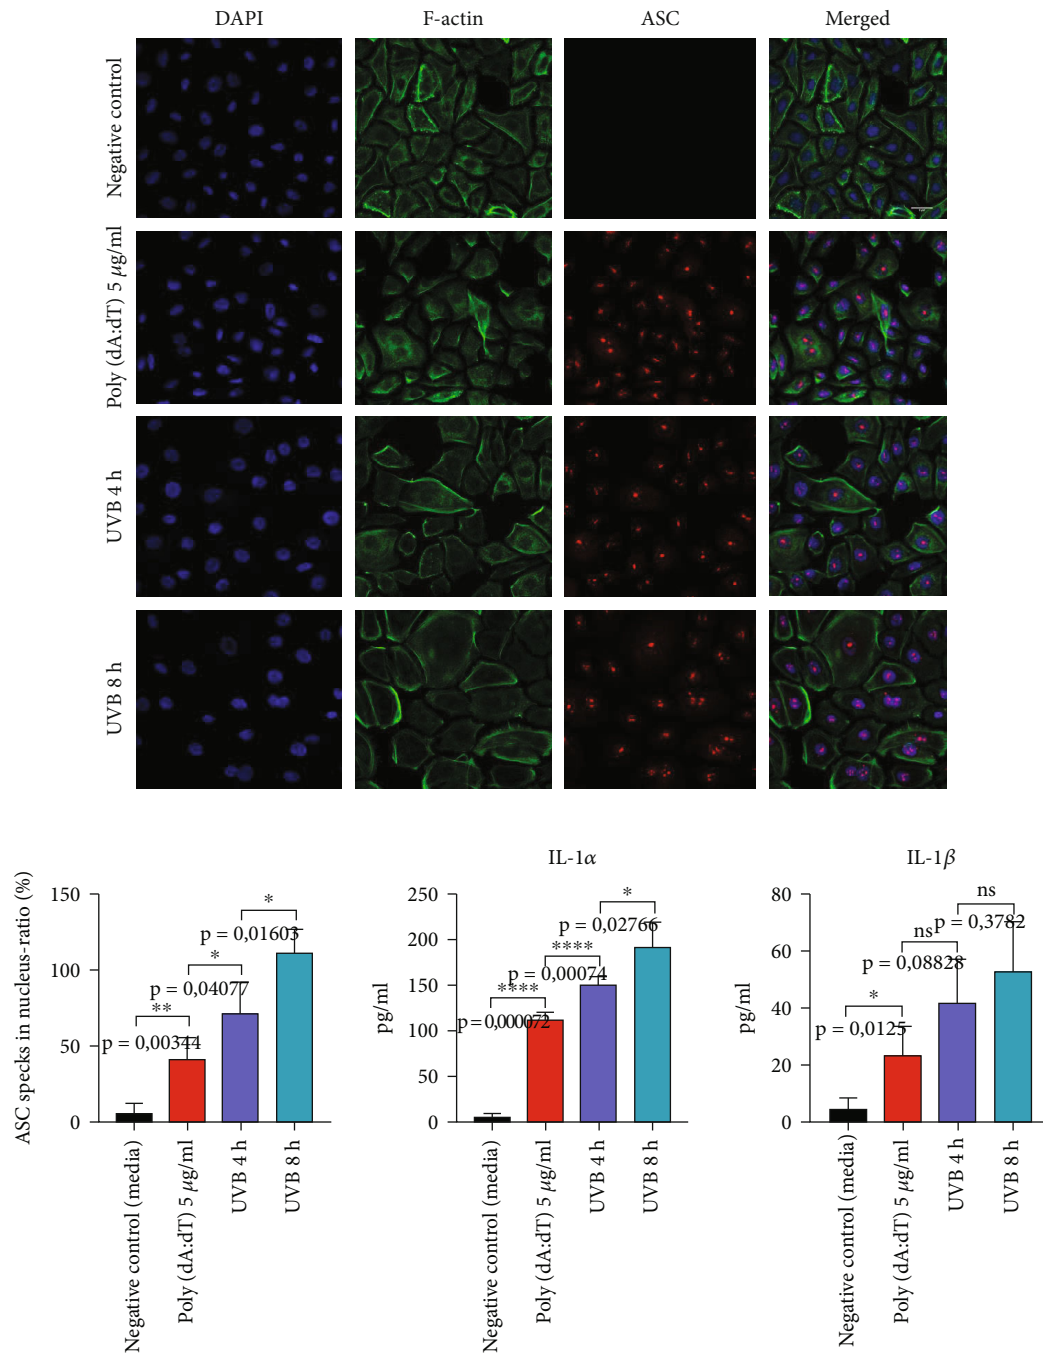 DAPI F-actin ASC Merged
Negative control
Poly (dA:dT) 5 μg/ml
UVB 4 h
UVB 8 h
ASC specks in nucleus-ratio (%)
150
100
50
0
*
p = 0,01603
*
p = 0,04077
**
p = 0,00344
Negative control (media)
Poly (dA:dT) 5 μg/ml
UVB 4 h
UVB 8 h
IL-1α
pg/ml
250
200
150
100
50
0
*
p = 0,02766
****
p = 0,00074
****
p = 0,000072
Negative control (media)
Poly (dA:dT) 5 μg/ml
UVB 4 h
UVB 8 h
IL-1β
pg/ml
80
60
40
20
0
ns
p = 0,3782
ns
p = 0,08828
*
p = 0,0125
Negative control (media)
Poly (dA:dT) 5 μg/ml
UVB 4 h
UVB 8 h